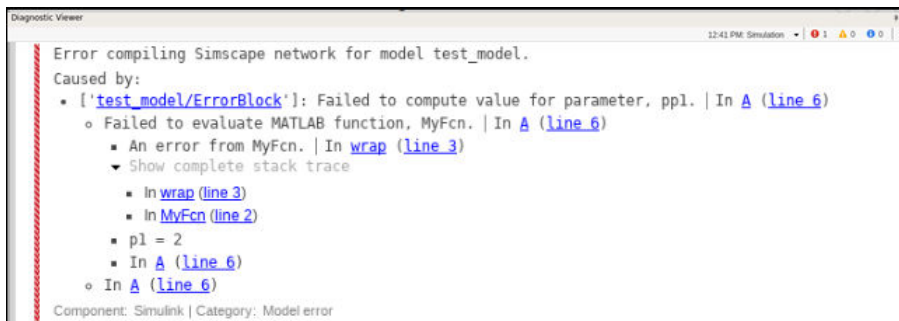 Diagnostic Viewer
12:41 PM: Simulation 1 0 0
Error compiling Simscape network for model test_model.
Caused by:
['test_model/ErrorBlock']: Failed to compute value for parameter, pp1. | In A (line 6)
Failed to evaluate MATLAB function, MyFcn. | In A (line 6)
An error from MyFcn. | In wrap (line 3)
Show complete stack trace
In wrap (line 3)
In MyFcn (line 2)
p1 = 2
In A (line 6)
In A (line 6)
Component: Simulink | Category: Model error